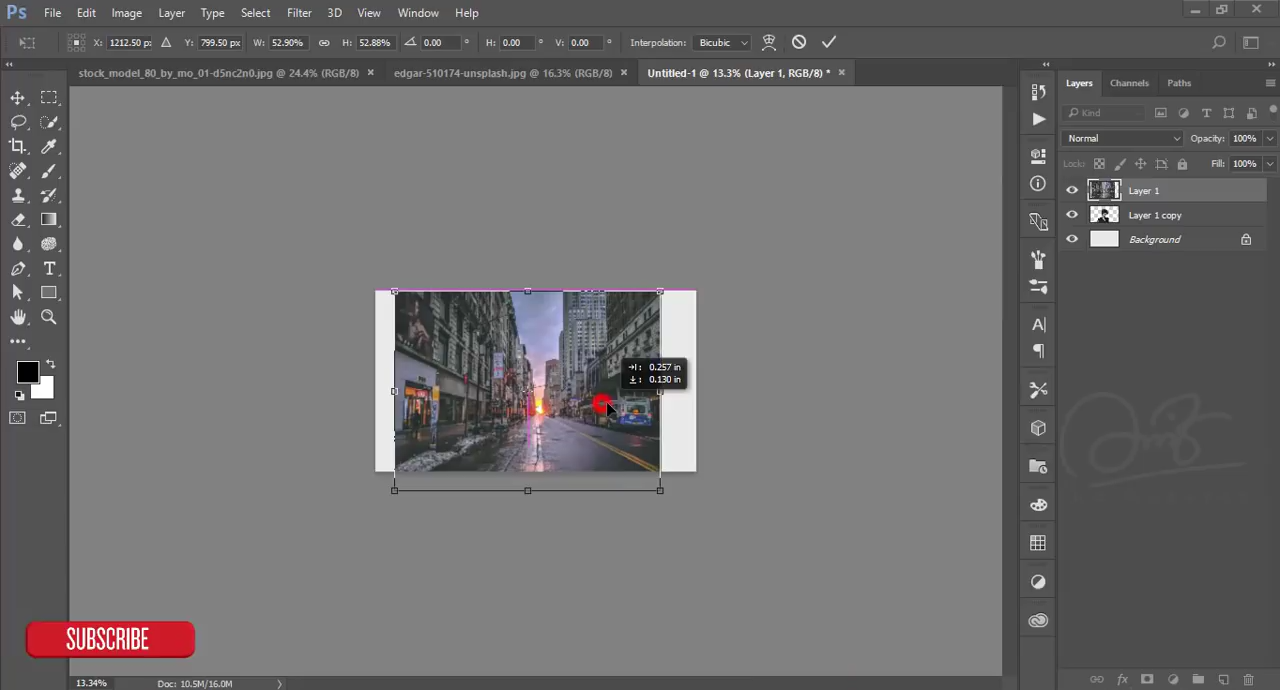 Ps File Edit Image Layer Type Select Filter 3D View Window Help
X: 1212.50 px Y: 799.50 px W: 52.90% H: 52.88% 0.00 ° H: 0.00 ° V: 0.00 ° Interpolation: Bicubic
stock_model_80_by_mo_01-d5nc2n0.jpg @ 24.4% (RGB/8) × edgar-510174-unsplash.jpg @ 16.3% (RGB/8) × Untitled-1 @ 13.3% (Layer 1, RGB/8) * ×
Layers Channels Paths
Kind
Normal Opacity: 100%
Lock: Fill: 100%
Layer 1
Layer 1 copy
Background
0.257 in
0.130 in
SUBSCRIBE
13.34% Doc: 10.5M/16.0M